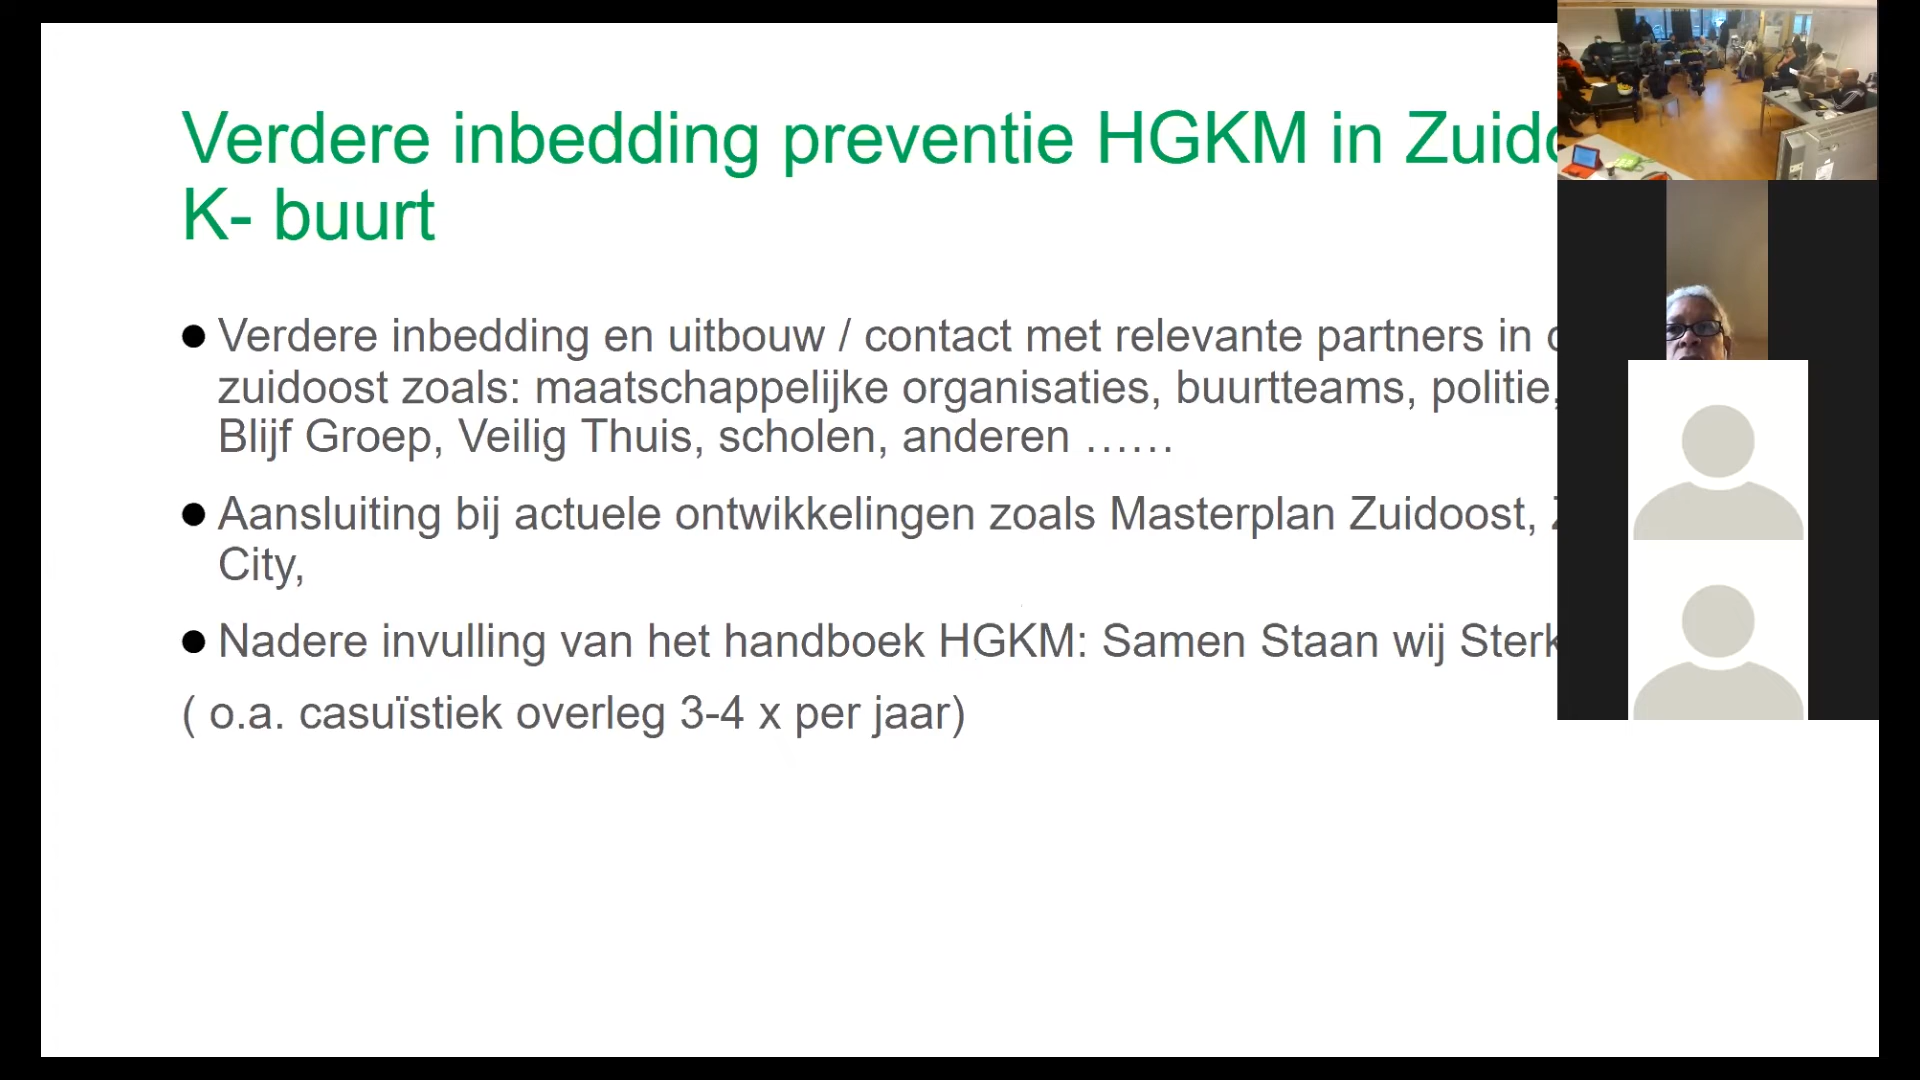 Verdere inbedding preventie HGKM in
K- buurt
● Verdere inbedding en uitbouw / contact met relevante partners in
zuidoost zoals: maatschappelijke organisaties, buurtteams, politie,
Blijf Groep, Veilig Thuis, scholen, anderen ……
● Aansluiting bij actuele ontwikkelingen zoals Masterplan Zuidoost,
City,
● Nadere invulling van het handboek HGKM: Samen Staan wij Sterk
( o.a. casuïstiek overleg 3-4 x per jaar)